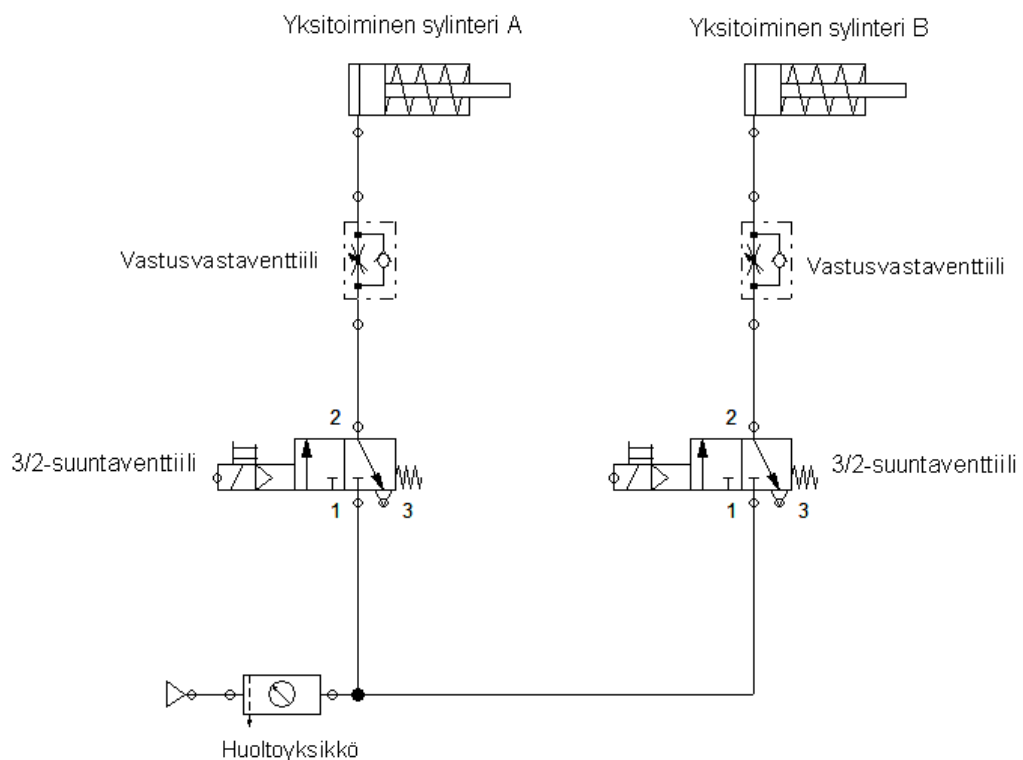 Yksitoiminen sylinteri A
Yksitoiminen sylinteri B
Vastusvastaventtiili
Vastusvastaventtiili
2
2
3/2-suuntaventtiili
3/2-suuntaventtiili
1
3
1
3
Huoltoyksikkö